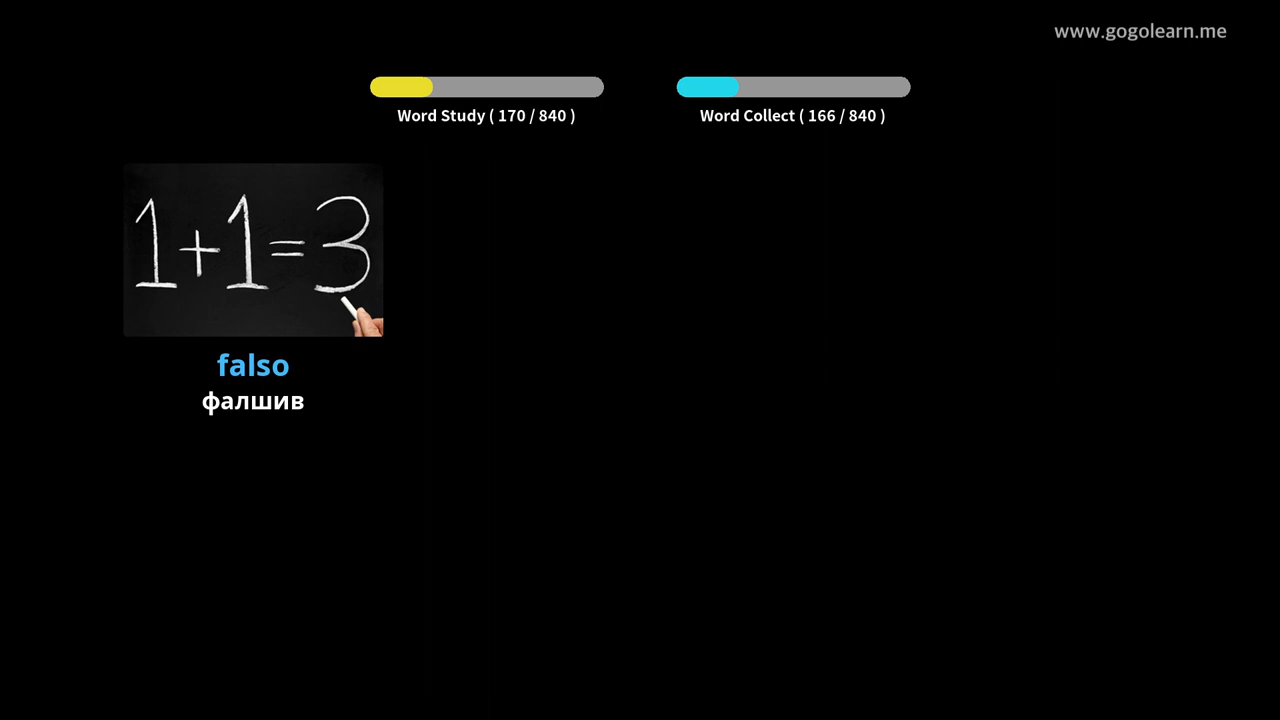 www.gogolearn.me
Word Study ( 170 / 840 )
Word Collect ( 166 / 840 )
1+1=3
falso
фалшив